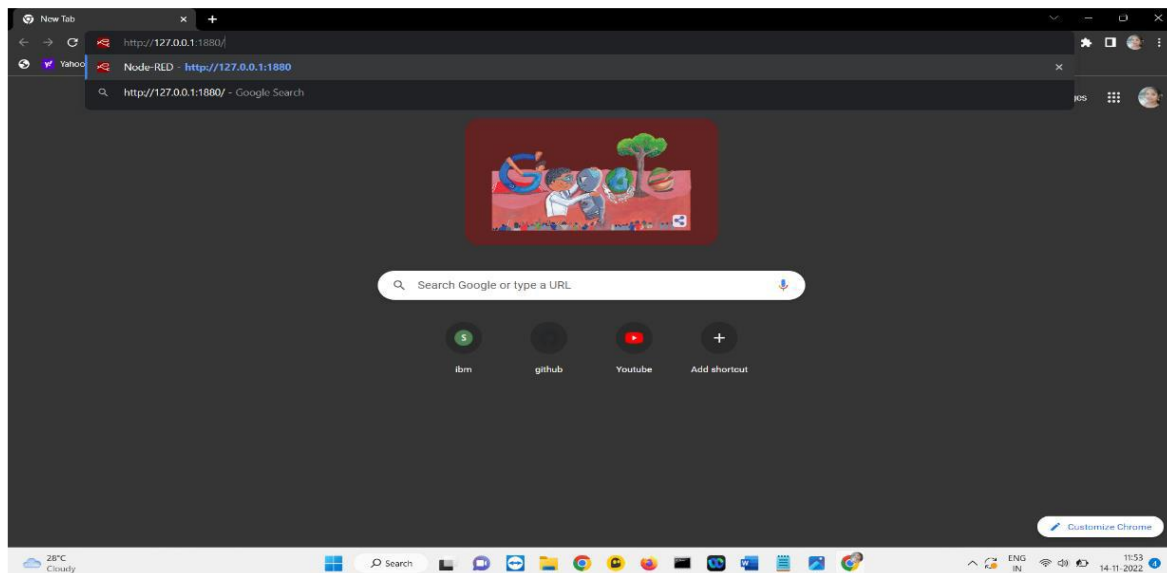 New Tab
http://127.0.0.1:1880/
Yahoo
Node-RED - http://127.0.0.1:1880
http://127.0.0.1:1880/ - Google Search
ges
Search Google or type a URL
S
ibm
github
Youtube
Add shortcut
Customize Chrome
28°C
Cloudy
Search
ENG
IN
11:53
14-11-2022
4